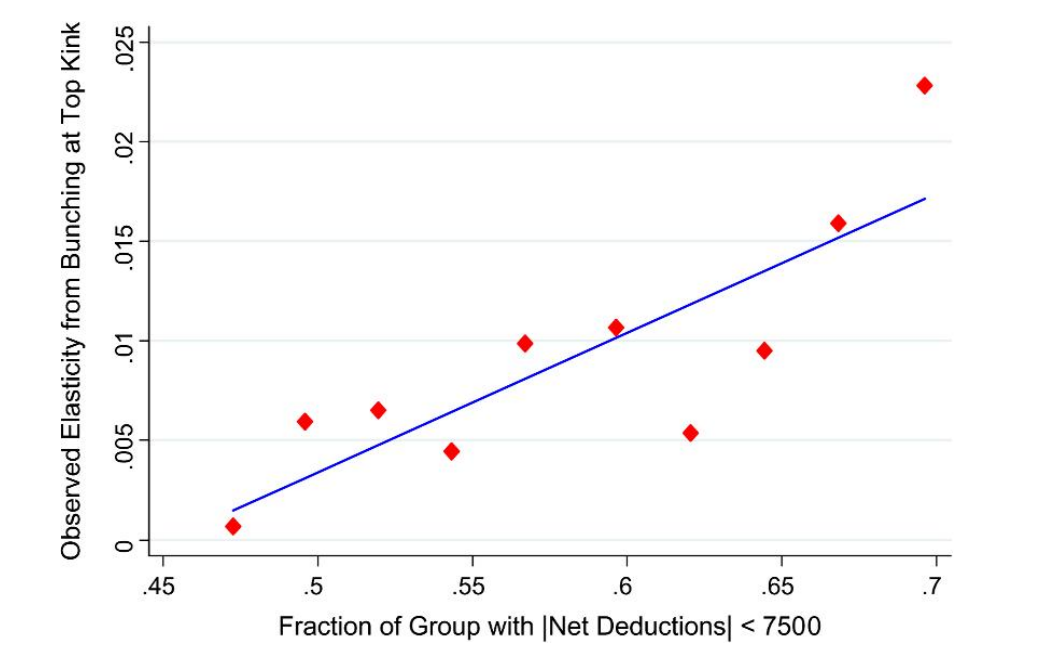 Observed Elasticity from Bunching at Top Kink
.025
.02
.015
.01
.005
0
.45 .5 .55 .6 .65 .7
Fraction of Group with |Net Deductions| < 7500